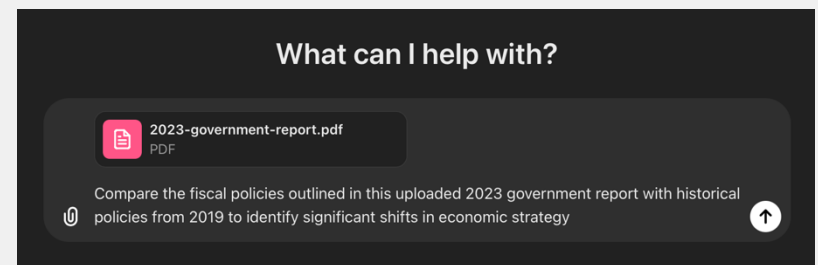 What can I help with?
2023-government-report.pdf
PDF
Compare the fiscal policies outlined in this uploaded 2023 government report with historical
policies from 2019 to identify significant shifts in economic strategy